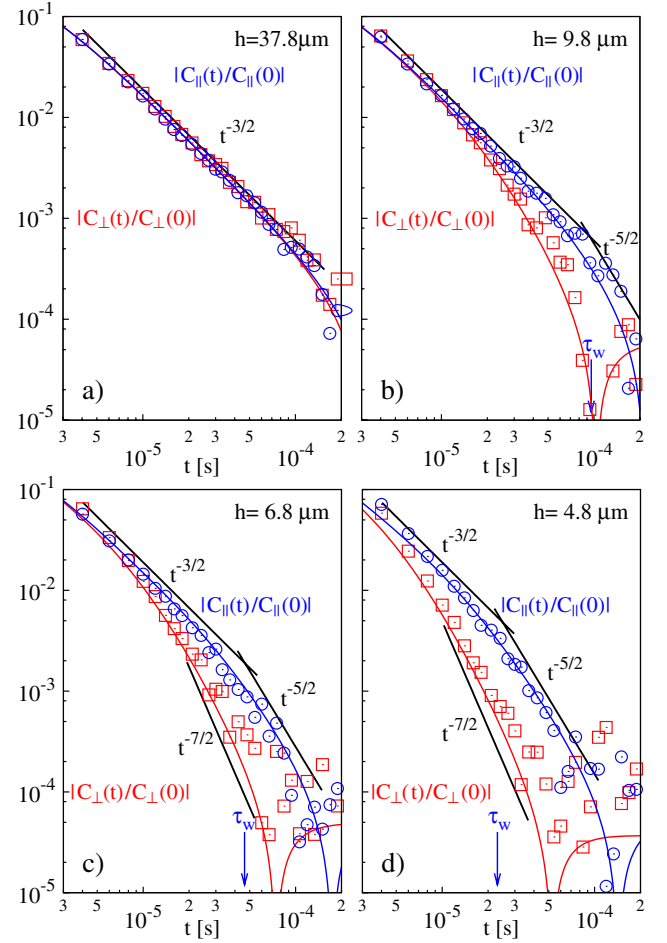 h=37.8μm
|C∥(t)/C∥(0)|
t^-3/2
|C⊥(t)/C⊥(0)|
a)
10^-1
10^-2
10^-3
10^-4
10^-5
3 5 10^-5 2 3 5 10^-4 2
t [s]
h= 9.8μm
|C∥(t)/C∥(0)|
t^-3/2
|C⊥(t)/C⊥(0)|
t^-5/2
τ_w
b)
3 5 10^-5 2 3 5 10^-4 2
t [s]
h= 6.8 μm
t^-3/2
|C∥(t)/C∥(0)|
t^-5/2
t^-7/2
|C⊥(t)/C⊥(0)|
τ_w
c)
10^-1
10^-2
10^-3
10^-4
10^-5
3 5 10^-5 2 3 5 10^-4 2
t [s]
h= 4.8 μm
t^-3/2
|C∥(t)/C∥(0)|
t^-5/2
t^-7/2
|C⊥(t)/C⊥(0)|
τ_w
d)
3 5 10^-5 2 3 5 10^-4 2
t [s]